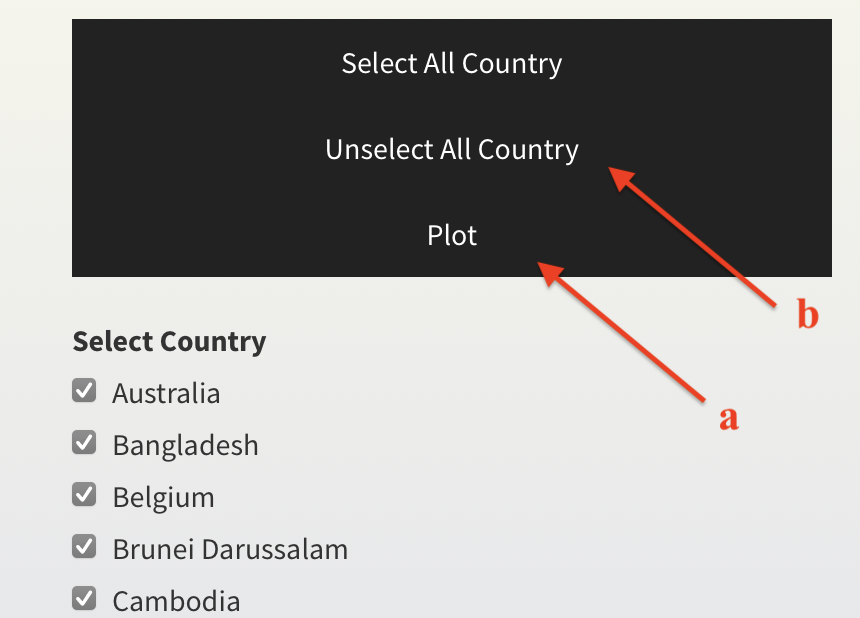 Select All Country
Unselect All Country
Plot
b
Select Country
a
Australia
Bangladesh
Belgium
Brunei Darussalam
Cambodia